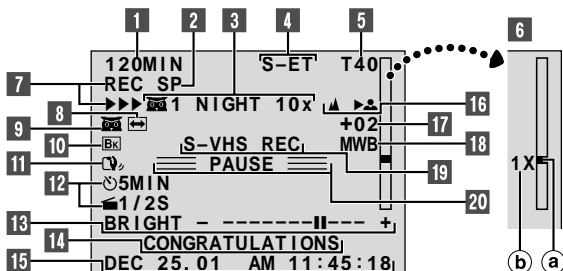 1 2 3 4 5 6
120MIN S-ET T40
7 REC SP
1 NIGHT 10x 16
8 +02 17
9 MWB 18
10 BK S-VHS REC 19
11 PAUSE 20
1X
12 5MIN
1/2S
13 BRIGHT - ------▮▮--- +
14 CONGRATULATIONS b a
15 DEC 25.01 AM 11:45:18